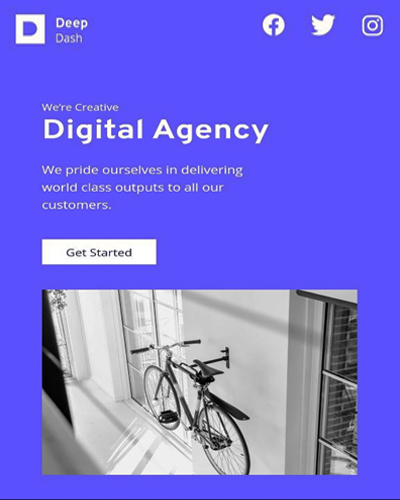 Deep
Dash
We're Creative
Digital Agency
We pride ourselves in delivering
world class outputs to all our
customers.
Get Started